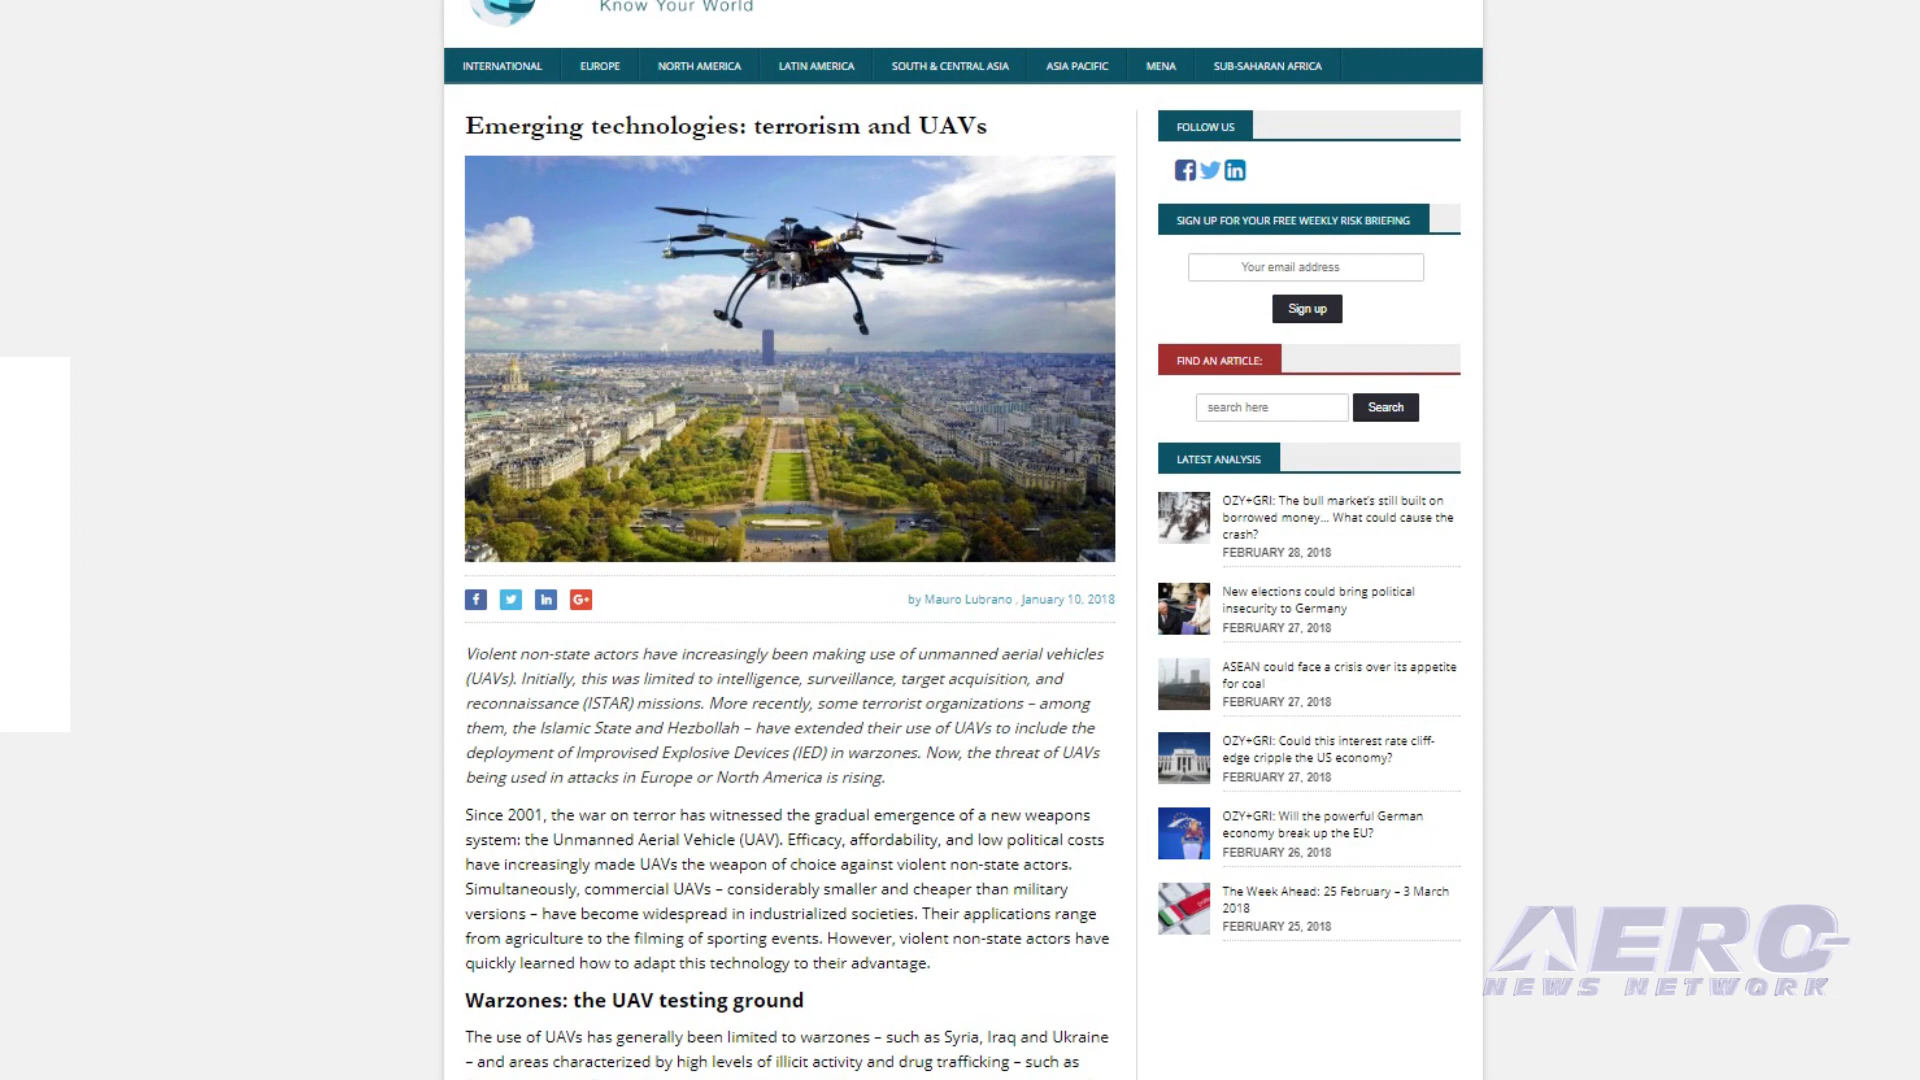 Know Your World
INTERNATIONAL
EUROPE
NORTH AMERICA
LATIN AMERICA
SOUTH & CENTRAL ASIA
ASIA PACIFIC
MENA
SUB-SAHARAN AFRICA
Emerging technologies: terrorism and UAVs
by Mauro Lubrano , January 10, 2018
Violent non-state actors have increasingly been making use of unmanned aerial vehicles
(UAVs). Initially, this was limited to intelligence, surveillance, target acquisition, and
reconnaissance (ISTAR) missions. More recently, some terrorist organizations – among
them, the Islamic State and Hezbollah – have extended their use of UAVs to include the
deployment of Improvised Explosive Devices (IED) in warzones. Now, the threat of UAVs
being used in attacks in Europe or North America is rising.
Since 2001, the war on terror has witnessed the gradual emergence of a new weapons
system: the Unmanned Aerial Vehicle (UAV). Efficacy, affordability, and low political costs
have increasingly made UAVs the weapon of choice against violent non-state actors.
Simultaneously, commercial UAVs – considerably smaller and cheaper than military
versions – have become widespread in industrialized societies. Their applications range
from agriculture to the filming of sporting events. However, violent non-state actors have
quickly learned how to adapt this technology to their advantage.
Warzones: the UAV testing ground
The use of UAVs has generally been limited to warzones – such as Syria, Iraq and Ukraine
– and areas characterized by high levels of illicit activity and drug trafficking – such as
FOLLOW US
SIGN UP FOR YOUR FREE WEEKLY RISK BRIEFING
Your email address
Sign up
FIND AN ARTICLE:
search here
Search
LATEST ANALYSIS
OZY+GRI: The bull market's still built on
borrowed money... What could cause the
crash?
FEBRUARY 28, 2018
New elections could bring political
insecurity to Germany
FEBRUARY 27, 2018
ASEAN could face a crisis over its appetite
for coal
FEBRUARY 27, 2018
OZY+GRI: Could this interest rate cliff-
edge cripple the US economy?
FEBRUARY 27, 2018
OZY+GRI: Will the powerful German
economy break up the EU?
FEBRUARY 26, 2018
The Week Ahead: 25 February – 3 March
2018
FEBRUARY 25, 2018
AERO-
NEWS NETWORK